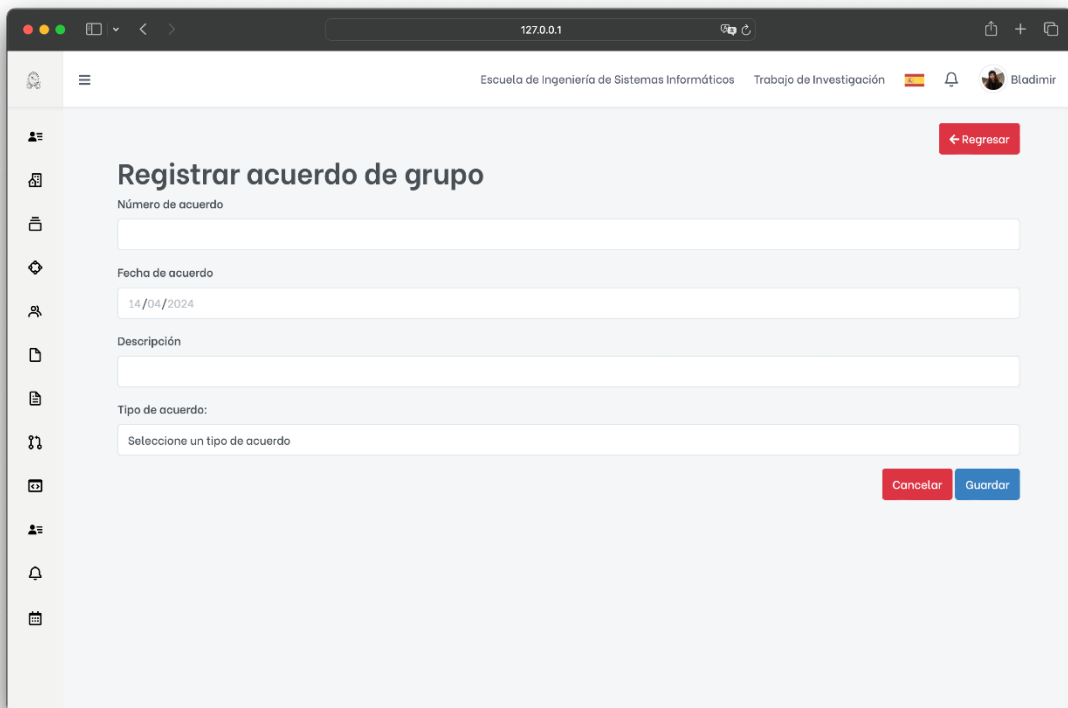 127.0.0.1
Escuela de Ingeniería de Sistemas Informáticos Trabajo de Investigación Bladimir
Regresar
Registrar acuerdo de grupo
Número de acuerdo
Fecha de acuerdo
14/04/2024
Descripción
Tipo de acuerdo:
Seleccione un tipo de acuerdo
Cancelar Guardar